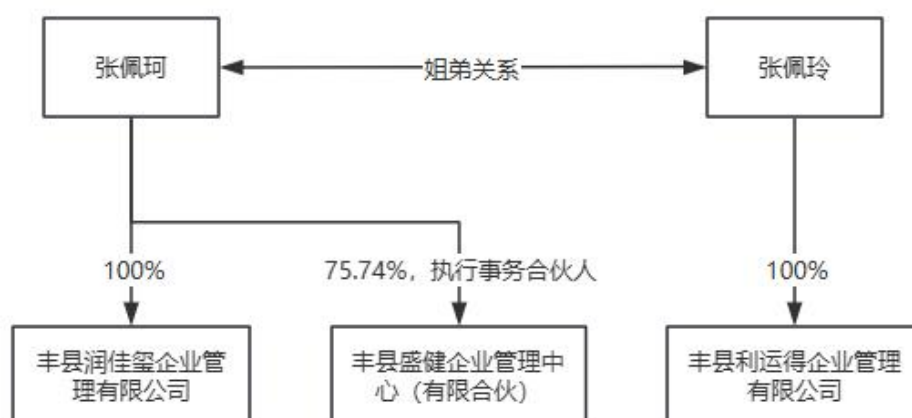 张佩珂
姐弟关系
张佩玲
100%
75.74%，执行事务合伙人
100%
丰县润佳玺企业管
理有限公司
丰县盛健企业管理中
心（有限合伙）
丰县利运得企业管理
有限公司